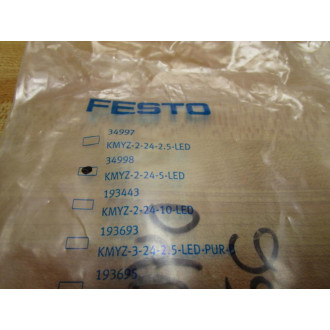 FESTO
34997
KMYZ-2-24-2.5-LED
34998
KMYZ-2-24-5-LED
193443
KMYZ-2-24-10-LED
193693
KMYZ-3-24-2.5-LED-PUR-B
193695